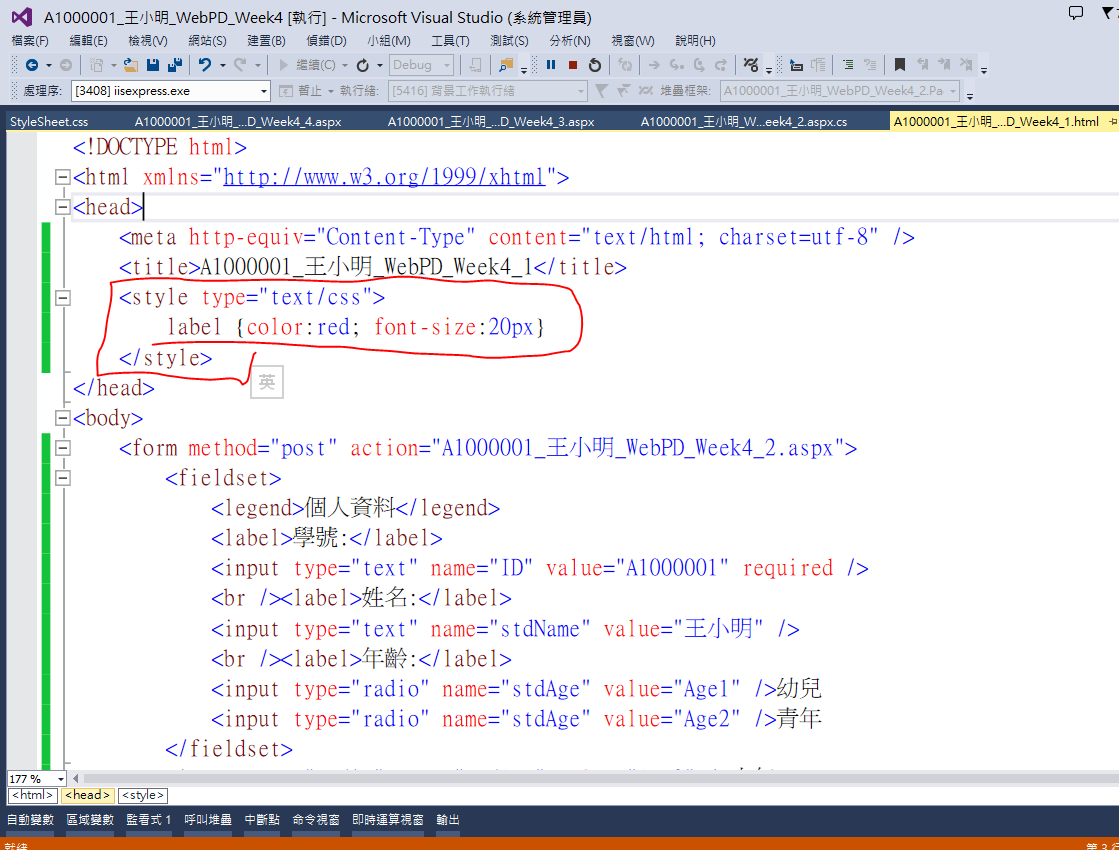 A1000001_王小明_WebPD_Week4 [執行] - Microsoft Visual Studio (系統管理員)
檔案(F) 編輯(E) 檢視(V) 網站(S) 建置(B) 偵錯(D) 小組(M) 工具(T) 測試(S) 分析(N) 視窗(W) 說明(H)
繼續(C) Debug
處理序: [3408] iisexpress.exe 暫止 執行緒: [5416] 背景工作執行緒 堆疊框架: A1000001_王小明_WebPD_Week4_2.Pa
StyleSheet.css A1000001_王小明_...D_Week4_4.aspx A1000001_王小明_...D_Week4_3.aspx A1000001_王小明_W...eek4_2.aspx.cs A1000001_王小明_...D_Week4_1.html
<!DOCTYPE html>
<html xmlns="http://www.w3.org/1999/xhtml">
<head>
<meta http-equiv="Content-Type" content="text/html; charset=utf-8" />
<title>A1000001_王小明_WebPD_Week4_1</title>
<style type="text/css">
label {color:red; font-size:20px}
</style>
英
</head>
<body>
<form method="post" action="A1000001_王小明_WebPD_Week4_2.aspx">
<fieldset>
<legend>個人資料</legend>
<label>學號:</label>
<input type="text" name="ID" value="A1000001" required />
<br /><label>姓名:</label>
<input type="text" name="stdName" value="王小明" />
<br /><label>年齡:</label>
<input type="radio" name="stdAge" value="Age1" />幼兒
<input type="radio" name="stdAge" value="Age2" />青年
</fieldset>
177 %
<html> <head> <style>
自動變數 區域變數 監看式 1 呼叫堆疊 中斷點 命令視窗 即時運算視窗 輸出
就緒 第 3 行